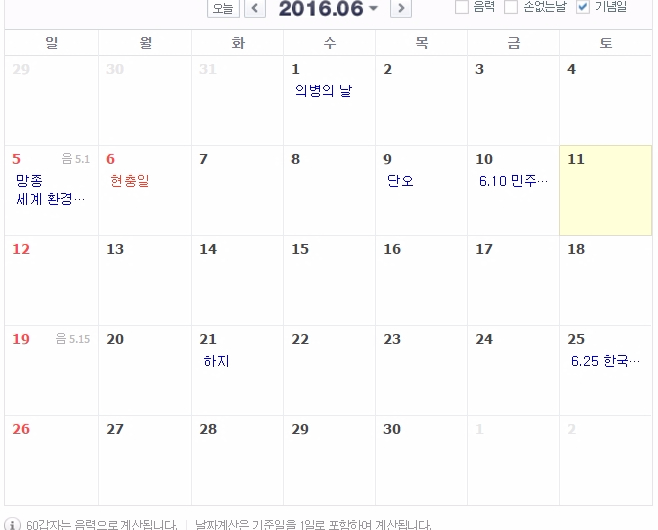 오늘 < 2016.06 > 음력 손없는날 기념일
일 월 화 수 목 금 토
29 30 31 1 2 3 4
의병의 날
5 음 5.1 6 7 8 9 10 11
망종 현충일 단오 6.10 민주…
세계 환경…
12 13 14 15 16 17 18
19 음 5.15 20 21 22 23 24 25
하지 6.25 한국…
26 27 28 29 30 1 2
60갑자는 음력으로 계산됩니다. | 날짜계산은 기준일을 1일로 포함하여 계산됩니다.